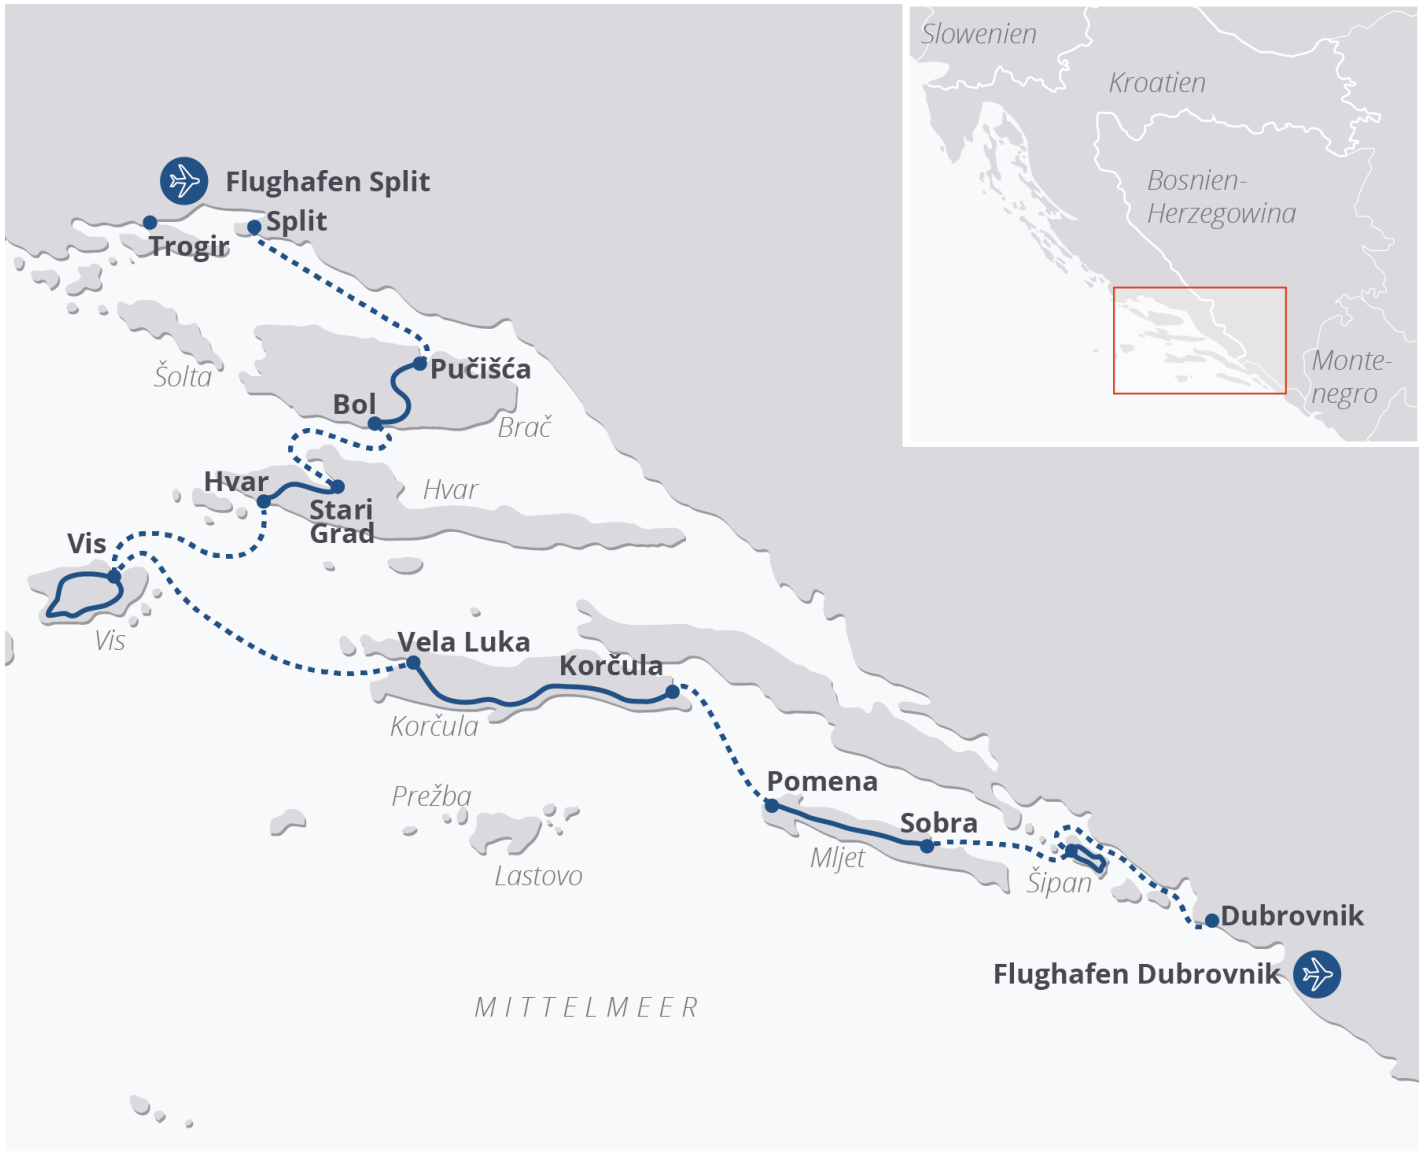 Slowenien
Kroatien
Bosnien-
Herzegowina
Monte-
negro
Flughafen Split
Split
Trogir
Šolta
Pučišća
Bol
Brač
Hvar
Hvar
Stari
Grad
Vis
Vis
Vela Luka
Korčula
Korčula
Pomena
Prežba
Sobra
Mljet
Lastovo
Šipan
Dubrovnik
Flughafen Dubrovnik
MITTELMEER